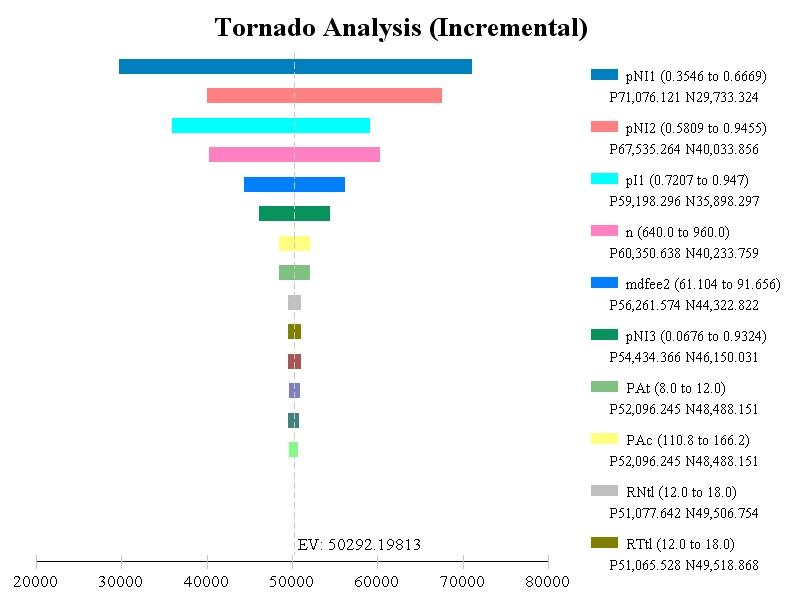 Tornado Analysis (Incremental)
pNI1 (0.3546 to 0.6669)
P71,076.121 N29,733.324
pNI2 (0.5809 to 0.9455)
P67,535.264 N40,033.856
pI1 (0.7207 to 0.947)
P59,198.296 N35,898.297
n (640.0 to 960.0)
P60,350.638 N40,233.759
mdfee2 (61.104 to 91.656)
P56,261.574 N44,322.822
pNI3 (0.0676 to 0.9324)
P54,434.366 N46,150.031
PAt (8.0 to 12.0)
P52,096.245 N48,488.151
PAc (110.8 to 166.2)
P52,096.245 N48,488.151
RNtl (12.0 to 18.0)
P51,077.642 N49,506.754
RTtl (12.0 to 18.0)
P51,065.528 N49,518.868
EV: 50292.19813
20000 30000 40000 50000 60000 70000 80000